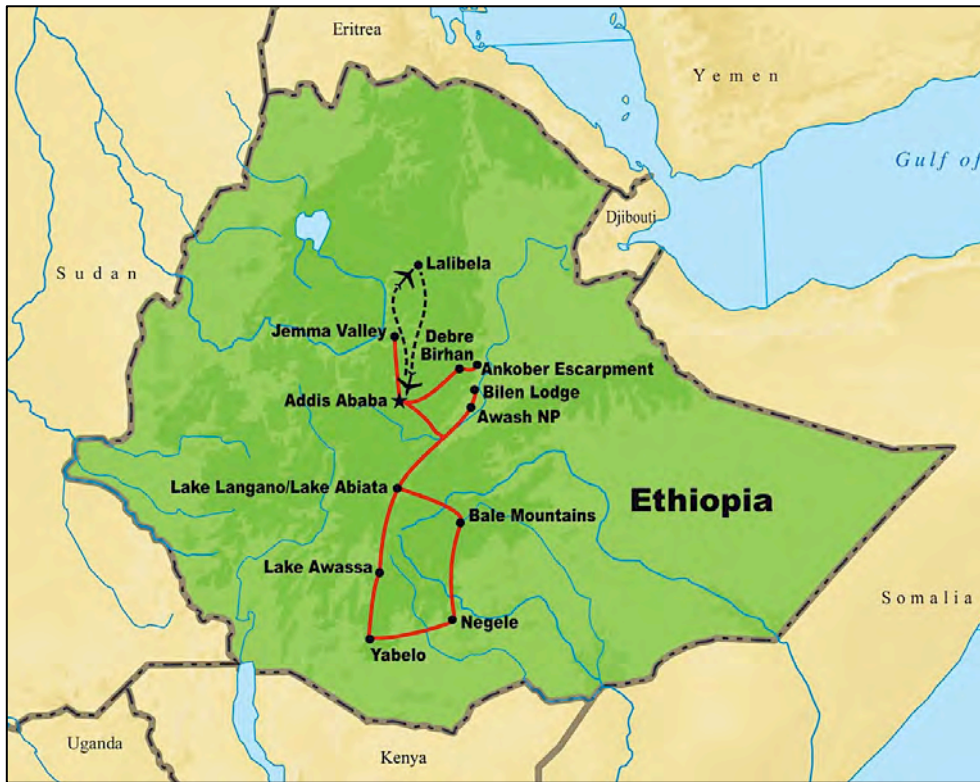 Eritrea
Yemen
Gulf of
Djibouti
Sudan
Lalibela
Jemma Valley
Debre
Birhan
Ankober Escarpment
Bilen Lodge
Addis Ababa
Awash NP
Lake Langano/Lake Abiata
Ethiopia
Bale Mountains
Lake Awassa
Somalia
Negele
Yabelo
Uganda
Kenya